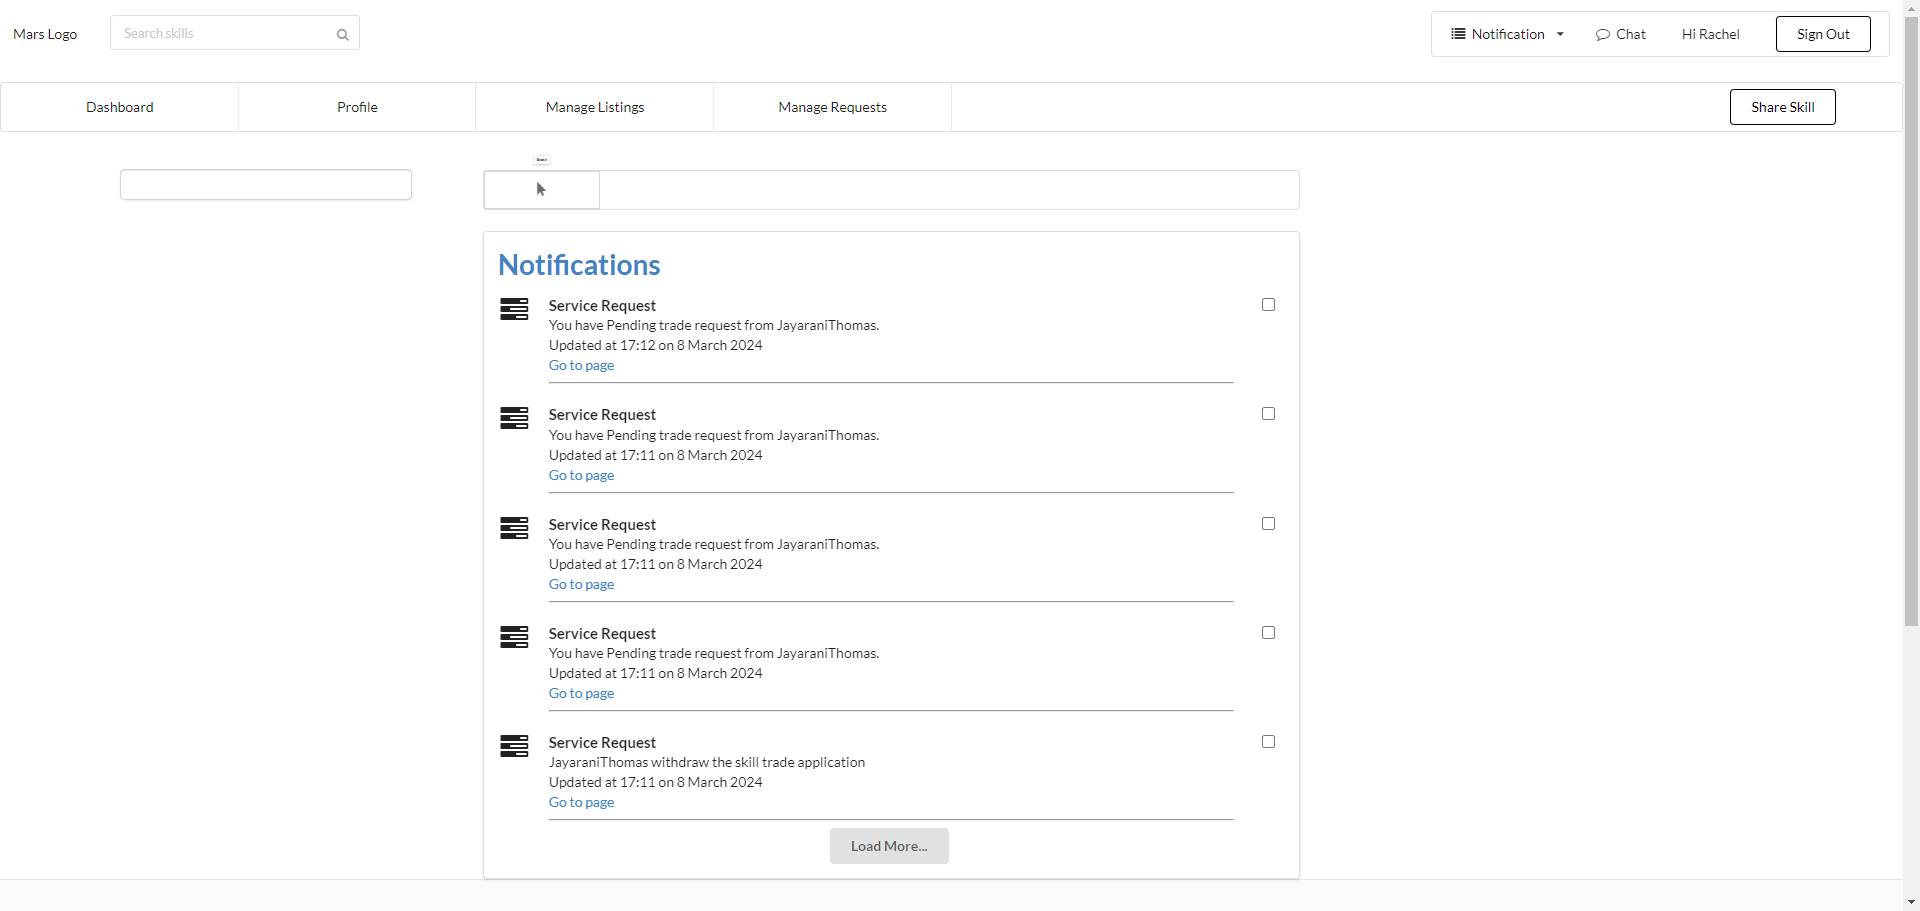 Mars Logo
Search skills
Notification
Chat
Hi Rachel
Sign Out
Dashboard
Profile
Manage Listings
Manage Requests
Share Skill
Notifications
Service Request
You have Pending trade request from JayaraniThomas.
Updated at 17:12 on 8 March 2024
Go to page
Service Request
You have Pending trade request from JayaraniThomas.
Updated at 17:11 on 8 March 2024
Go to page
Service Request
You have Pending trade request from JayaraniThomas.
Updated at 17:11 on 8 March 2024
Go to page
Service Request
You have Pending trade request from JayaraniThomas.
Updated at 17:11 on 8 March 2024
Go to page
Service Request
JayaraniThomas withdraw the skill trade application
Updated at 17:11 on 8 March 2024
Go to page
Load More...